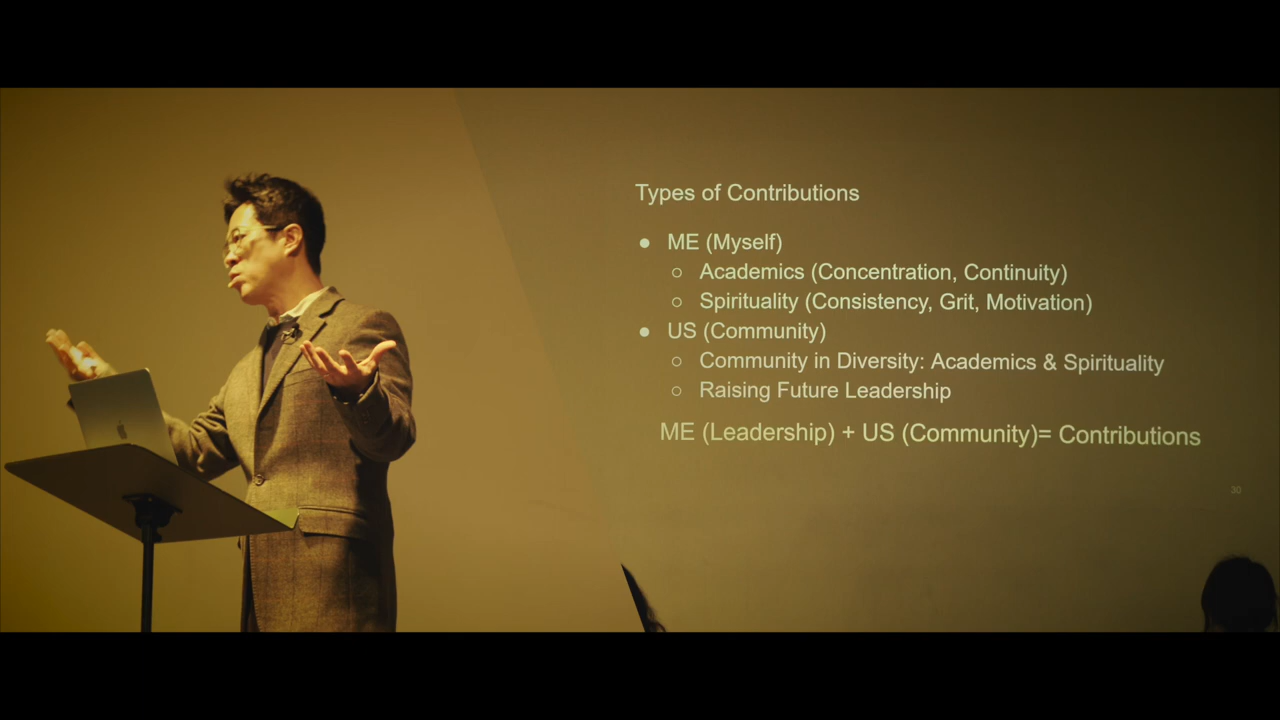 Types of Contributions
● ME (Myself)
○ Academics (Concentration, Continuity)
○ Spirituality (Consistency, Grit, Motivation)
● US (Community)
○ Community in Diversity: Academics & Spirituality
○ Raising Future Leadership
ME (Leadership) + US (Community)= Contributions
30